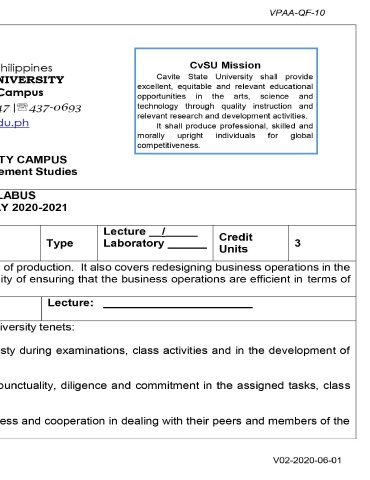 VPAA-QF-10
hilippines
NIVERSITY
Campus
47 |☏437-0693
du.ph
CvSU Mission
Cavite State University shall provide
excellent, equitable and relevant educational
opportunities in the arts, science and
technology through quality instruction and
relevant research and development activities.
It shall produce professional, skilled and
morally upright individuals for global
competitiveness.
TY CAMPUS
ement Studies
LABUS
AY 2020-2021
Type
Lecture __/___
Laboratory ______
Credit
Units
3
of production. It also covers redesigning business operations in the
ity of ensuring that the business operations are efficient in terms of
Lecture: _______________________
iversity tenets:
sty during examinations, class activities and in the development of
punctuality, diligence and commitment in the assigned tasks, class
ess and cooperation in dealing with their peers and members of the
V02-2020-06-01